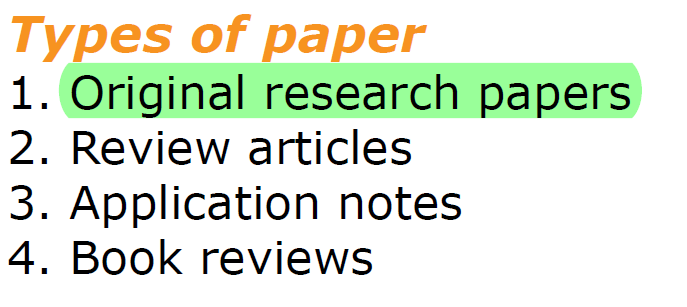 Types of paper
1. Original research papers
2. Review articles
3. Application notes
4. Book reviews